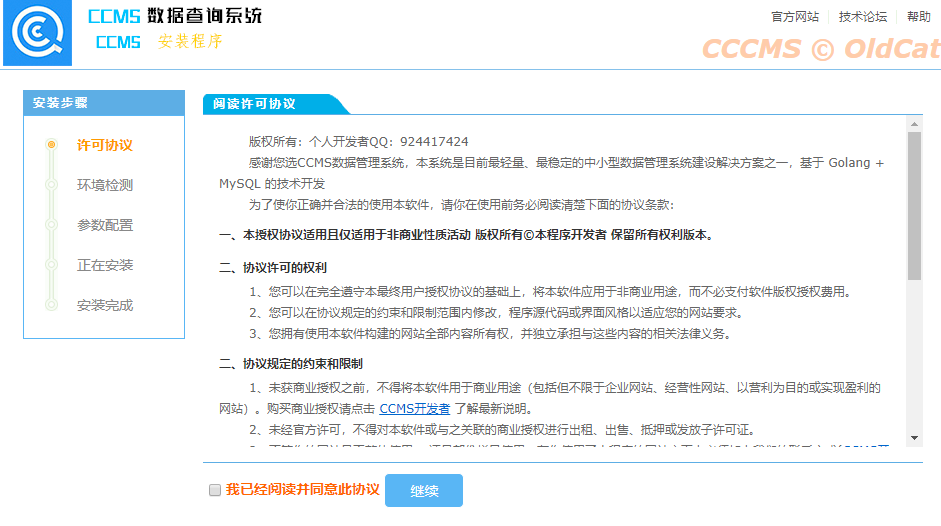 CCMS 数据查询系统
CCMS 安装程序
官方网站 技术论坛 帮助
CCCMS © OldCat
安装步骤
许可协议
环境检测
参数配置
正在安装
安装完成
阅读许可协议
版权所有：个人开发者QQ：924417424
感谢您选CCMS数据管理系统，本系统是目前最轻量、最稳定的中小型数据管理系统建设解决方案之一，基于 Golang +
MySQL 的技术开发
为了使你正确并合法的使用本软件，请你在使用前务必阅读清楚下面的协议条款：
一、本授权协议适用且仅适用于非商业性质活动 版权所有©本程序开发者 保留所有权利版本。
二、协议许可的权利
1、您可以在完全遵守本最终用户授权协议的基础上，将本软件应用于非商业用途，而不必支付软件版权授权费用。
2、您可以在协议规定的约束和限制范围内修改，程序源代码或界面风格以适应您的网站要求。
3、您拥有使用本软件构建的网站全部内容所有权，并独立承担与这些内容的相关法律义务。
二、协议规定的约束和限制
1、未获商业授权之前，不得将本软件用于商业用途（包括但不限于企业网站、经营性网站、以营利为目的或实现盈利的
网站）。购买商业授权请点击 CCMS开发者 了解最新说明。
2、未经官方许可，不得对本软件或与之关联的商业授权进行出租、出售、抵押或发放子许可证。
我已经阅读并同意此协议 继续